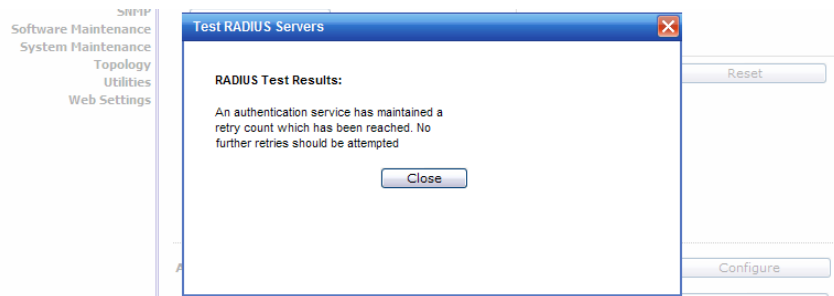 SNMP
Software Maintenance
System Maintenance
Topology
Utilities
Web Settings
Test RADIUS Servers
RADIUS Test Results:
An authentication service has maintained a
retry count which has been reached. No
further retries should be attempted
Close
Reset
Configure